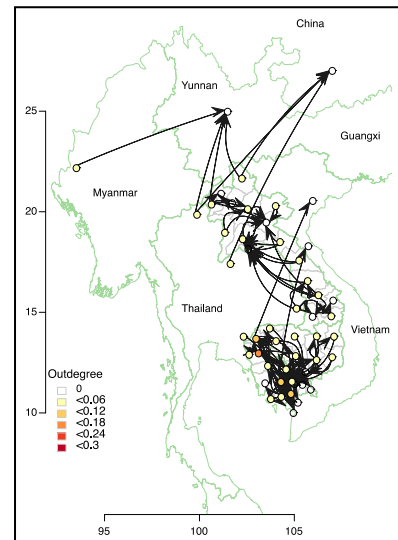 China
Yunnan
25
Guangxi
Myanmar
20
Thailand
15
Vietnam
Outdegree
0
<0.06
<0.12
<0.18
<0.24
<0.3
10
95
100
105